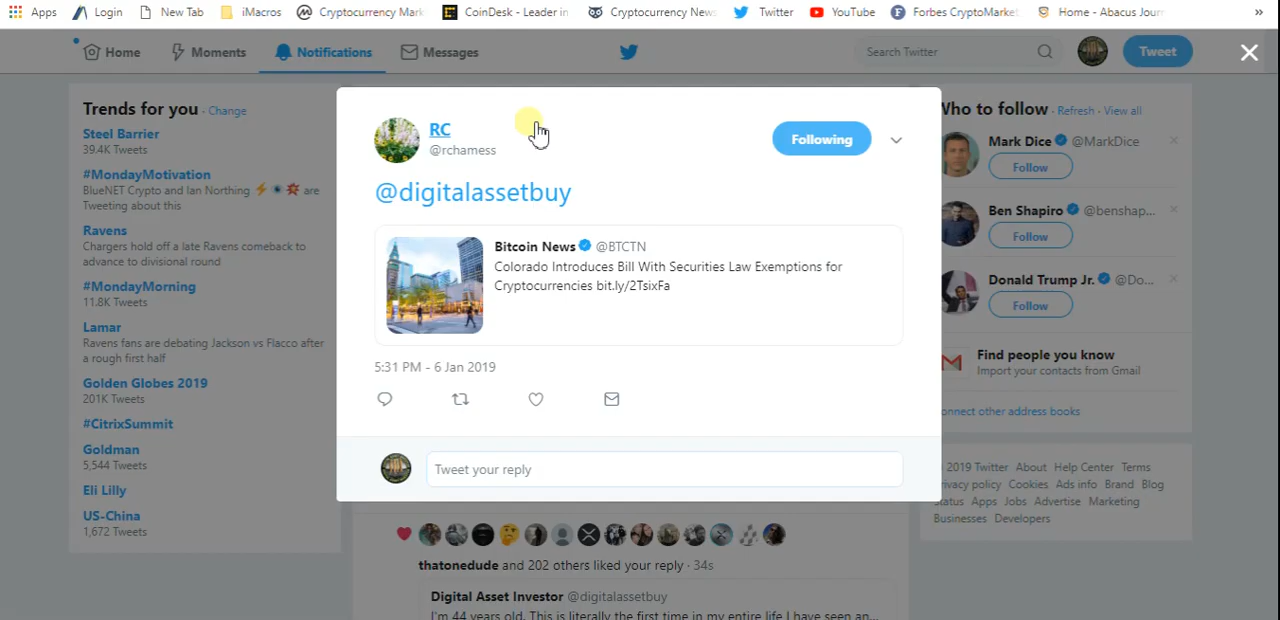 Apps Login New Tab iMacros Cryptocurrency Mark CoinDesk - Leader in Cryptocurrency News Twitter YouTube Forbes CryptoMarket Home - Abacus Jour »
Home Moments Notifications Messages Search Twitter Tweet
Trends for you · Change
Steel Barrier
39.4K Tweets
#MondayMotivation
BlueNET Crypto and Ian Northing ⚡ 💥 are
Tweeting about this
Ravens
Chargers hold off a late Ravens comeback to
advance to divisional round
#MondayMorning
11.8K Tweets
Lamar
Ravens fans are debating Jackson vs Flacco after
a rough first half
Golden Globes 2019
201K Tweets
#CitrixSummit
Goldman
5,544 Tweets
Eli Lilly
US-China
1,672 Tweets
RC
@rchamess
Following
@digitalassetbuy
Bitcoin News @BTCTN
Colorado Introduces Bill With Securities Law Exemptions for
Cryptocurrencies bit.ly/2TsixFa
5:31 PM - 6 Jan 2019
Tweet your reply
thatonedude and 202 others liked your reply · 34s
Digital Asset Investor @digitalassetbuy
I'm 44 years old. This is literally the first time in my entire life I have seen an...
Who to follow · Refresh · View all
Mark Dice @MarkDice
Follow
Ben Shapiro @benshap...
Follow
Donald Trump Jr. @Do...
Follow
Find people you know
Import your contacts from Gmail
onnect other address books
2019 Twitter About Help Center Terms
rivacy policy Cookies Ads info Brand Blog
tatus Apps Jobs Advertise Marketing
Businesses Developers